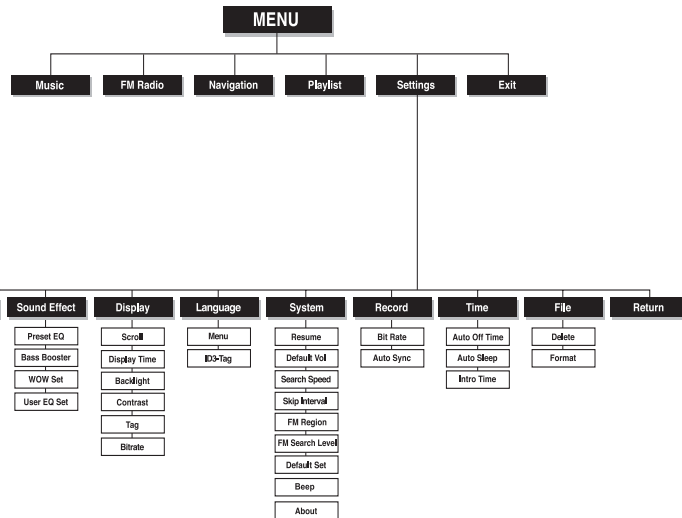 MENU
Music
FM Radio
Navigation
Playlist
Settings
Exit
Sound Effect
Display
Language
System
Record
Time
File
Return
Preset EQ
Bass Booster
WOW Set
User EQ Set
Scroll
Display Time
Backlight
Contrast
Tag
Bitrate
Menu
ID3-Tag
Resume
Default Vol
Search Speed
Skip Interval
FM Region
FM Search Level
Default Set
Beep
About
Bit Rate
Auto Sync
Auto Off Time
Auto Sleep
Intro Time
Delete
Format